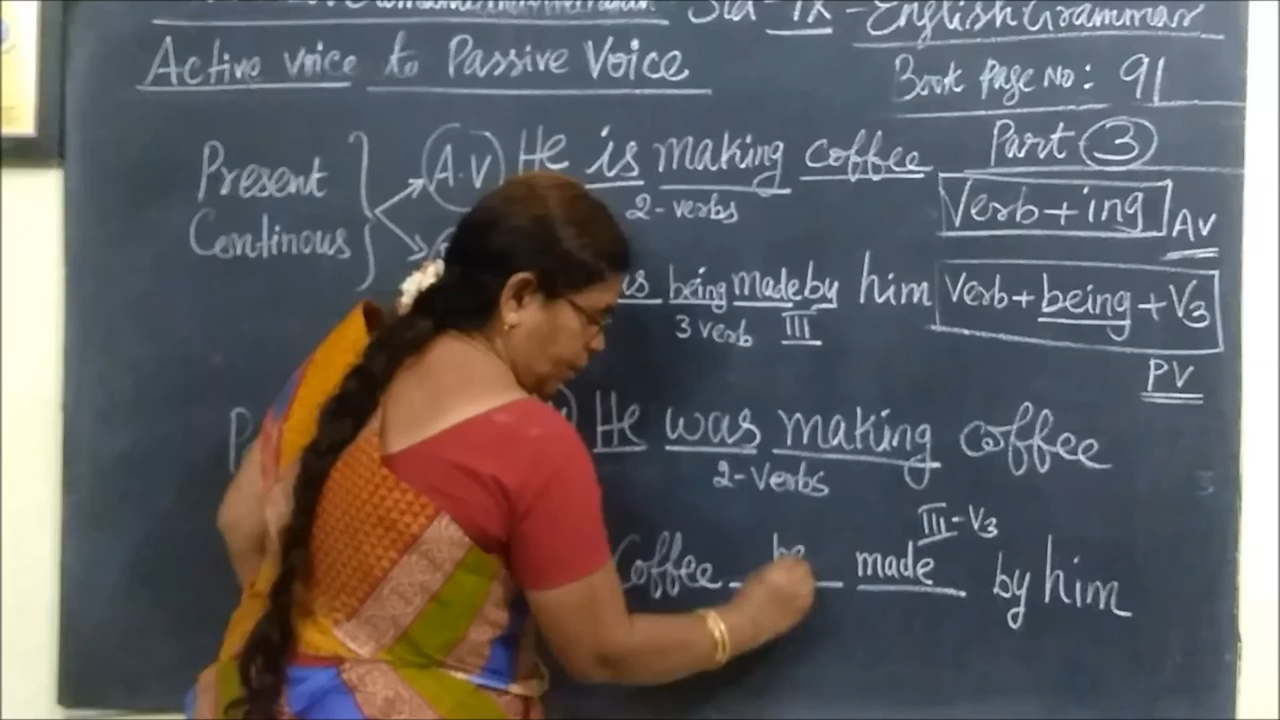 Std-IX-English Grammar
Active voice to Passive Voice
Book Page No: 91
Part 3
Present
Continous
A.V He is making coffee
2-verbs
Verb+ing
AV
is being made by him
3 verb III
Verb+being+V3
PV
P
He was making coffee
2-Verbs
III-V3
Coffee be made by him